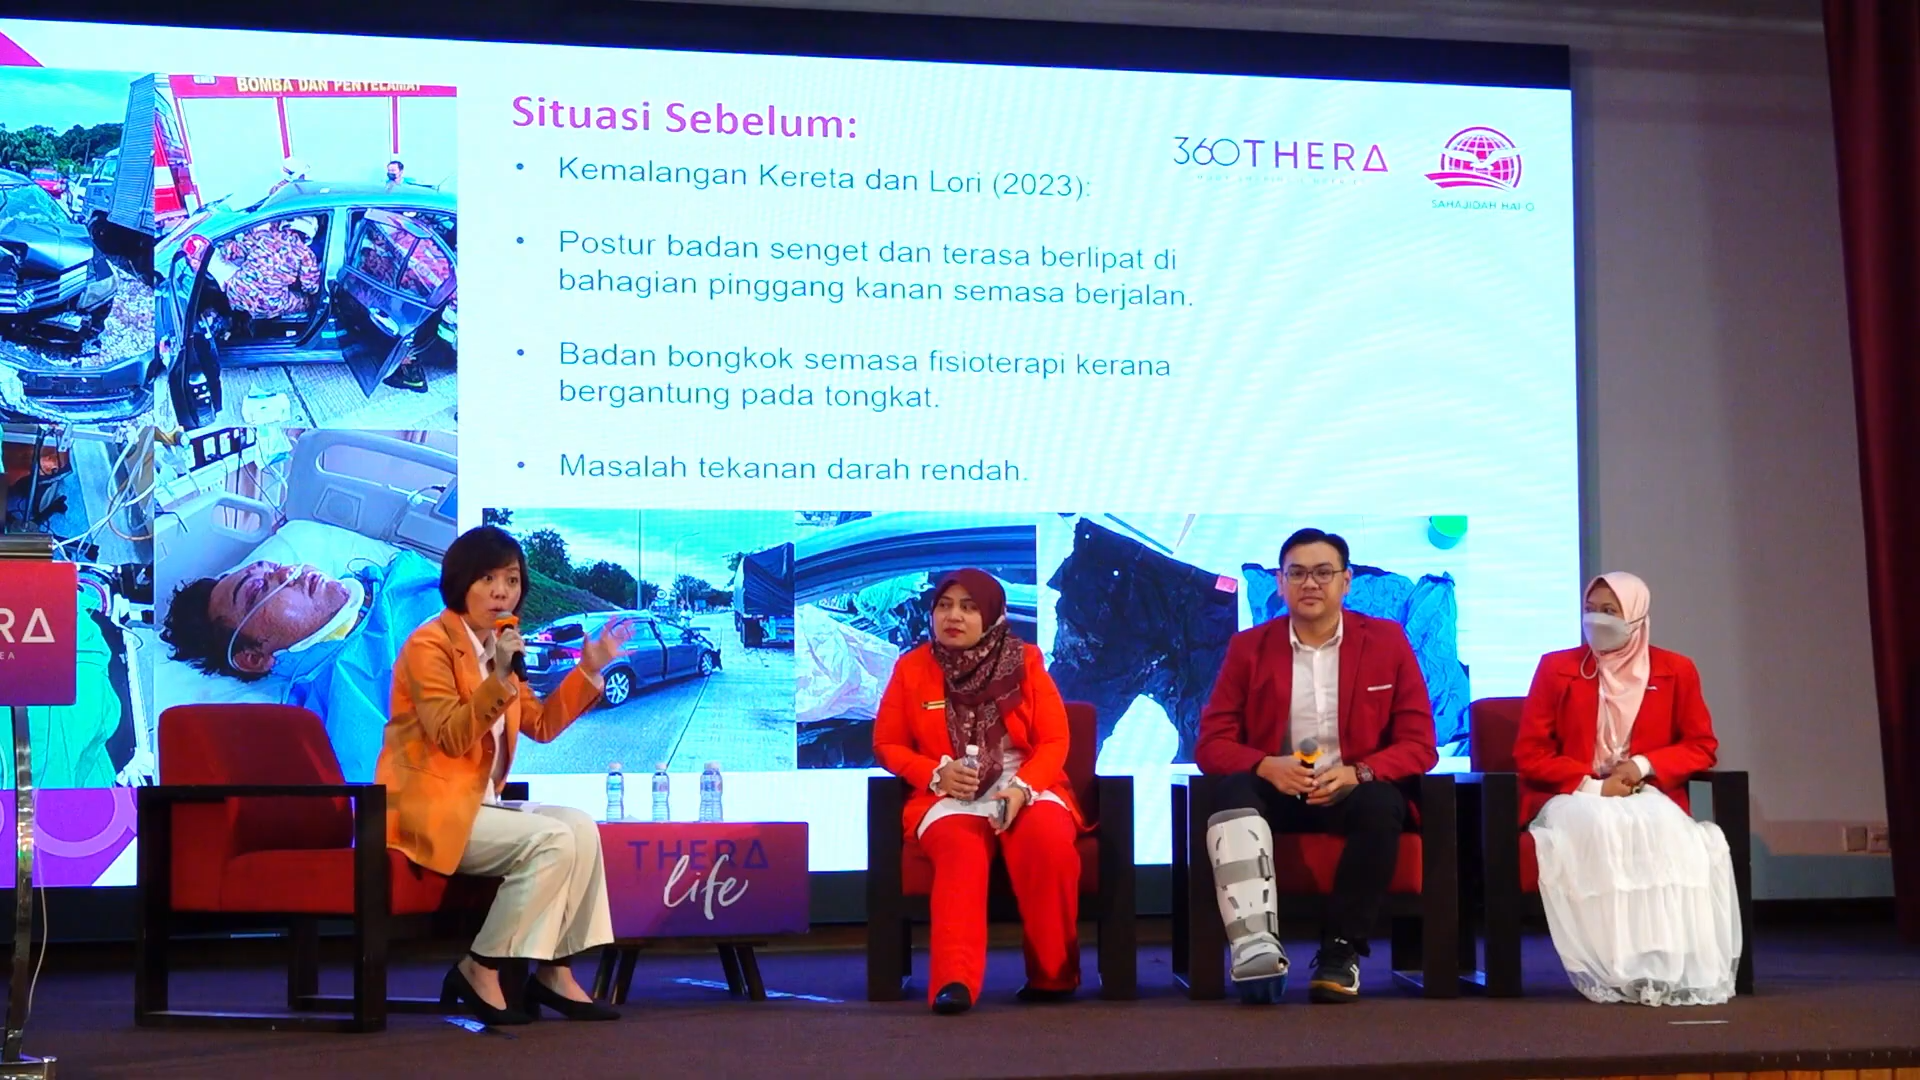 BOMBA DAN PENYELAMAT
Situasi Sebelum:
360THERA
SAHAJIDAH HAI-O
• Kemalangan Kereta dan Lori (2023):
• Postur badan senget dan terasa berlipat di
bahagian pinggang kanan semasa berjalan.
• Badan bongkok semasa fisioterapi kerana
bergantung pada tongkat.
• Masalah tekanan darah rendah.
RA
EA
THERA
life